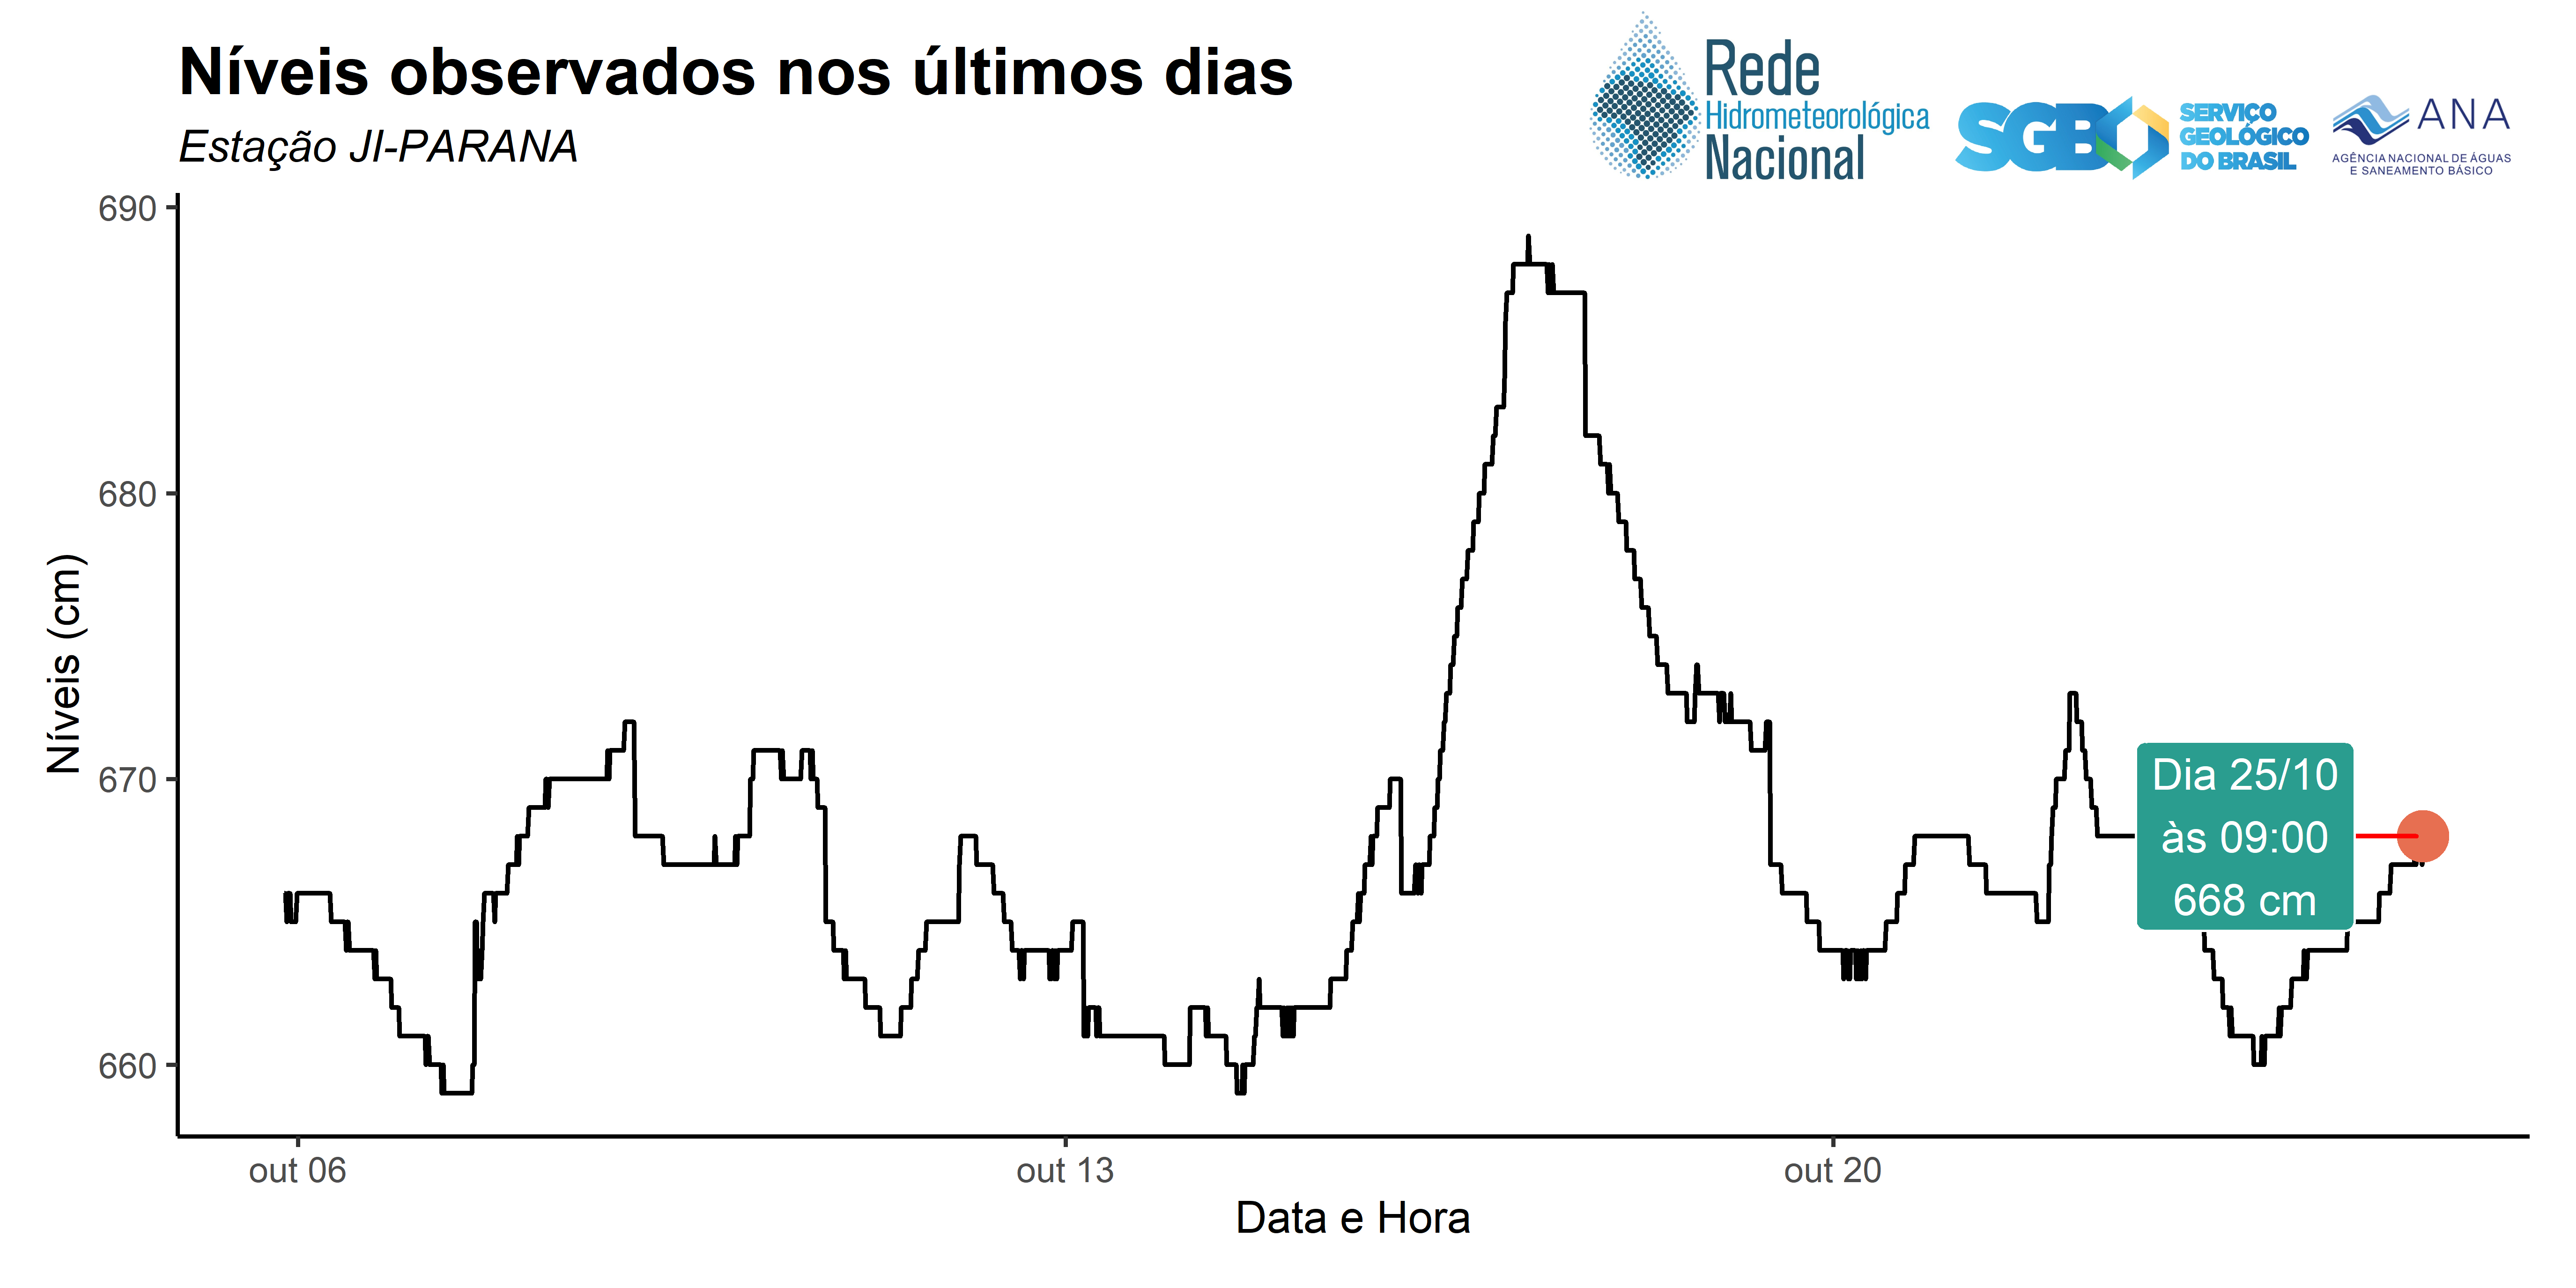 Níveis observados nos últimos dias
Estação JI-PARANA
Rede
Hidrometeorológica
Nacional
SGB
SERVIÇO
GEOLÓGICO
DO BRASIL
ANA
AGÊNCIA NACIONAL DE ÁGUAS
E SANEAMENTO BÁSICO
Níveis (cm)
690
680
670
660
Dia 25/10
às 09:00
668 cm
out 06
out 13
out 20
Data e Hora